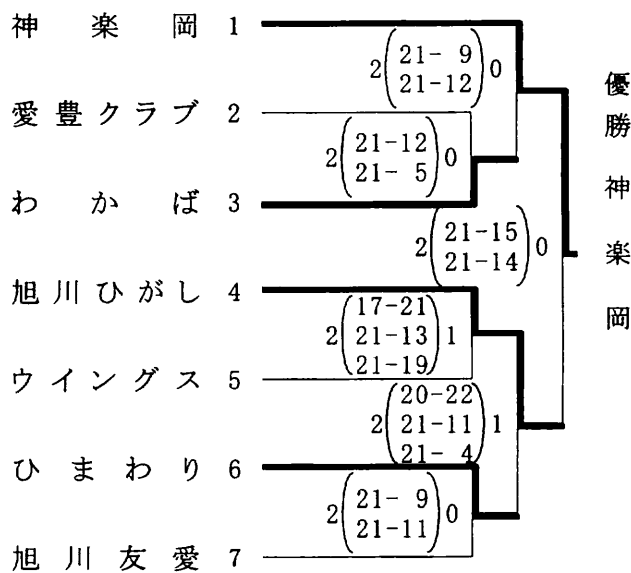 神楽岡 1
2(21- 9 21-12)0
愛豊クラブ 2
2(21-12 21- 5)0
わかば 3
2(21-15 21-14)0
旭川ひがし 4
2(17-21 21-13 21-19)1
ウイングス 5
2(20-22 21-11 21- 4)1
ひまわり 6
2(21- 9 21-11)0
旭川友愛 7
優勝神楽岡